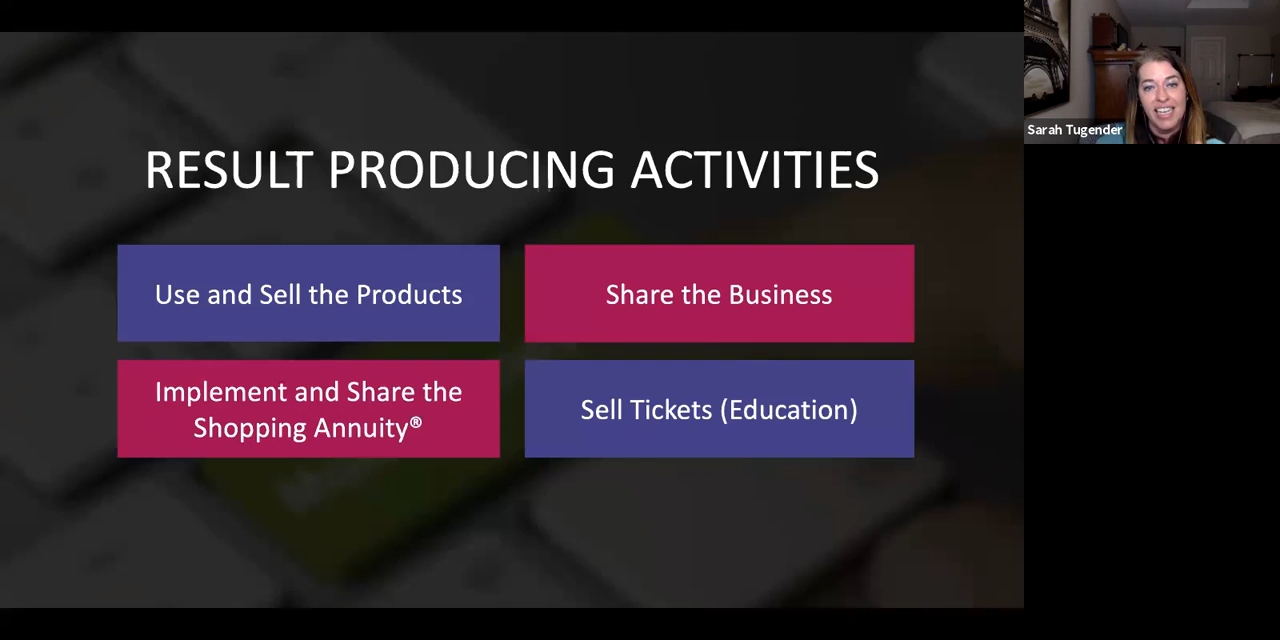 RESULT PRODUCING ACTIVITIES
Use and Sell the Products
Share the Business
Implement and Share the
Shopping Annuity®
Sell Tickets (Education)
Sarah Tugender